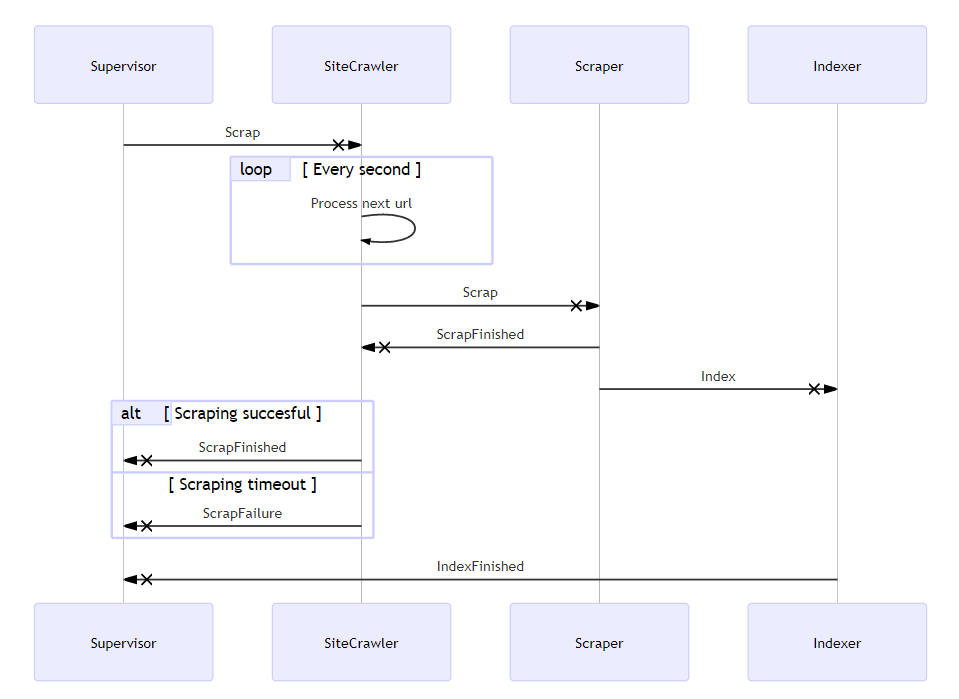 Supervisor SiteCrawler Scraper Indexer
Scrap
loop [ Every second ]
Process next url
Scrap
ScrapFinished
Index
alt [ Scraping succesful ]
ScrapFinished
[ Scraping timeout ]
ScrapFailure
IndexFinished
Supervisor SiteCrawler Scraper Indexer